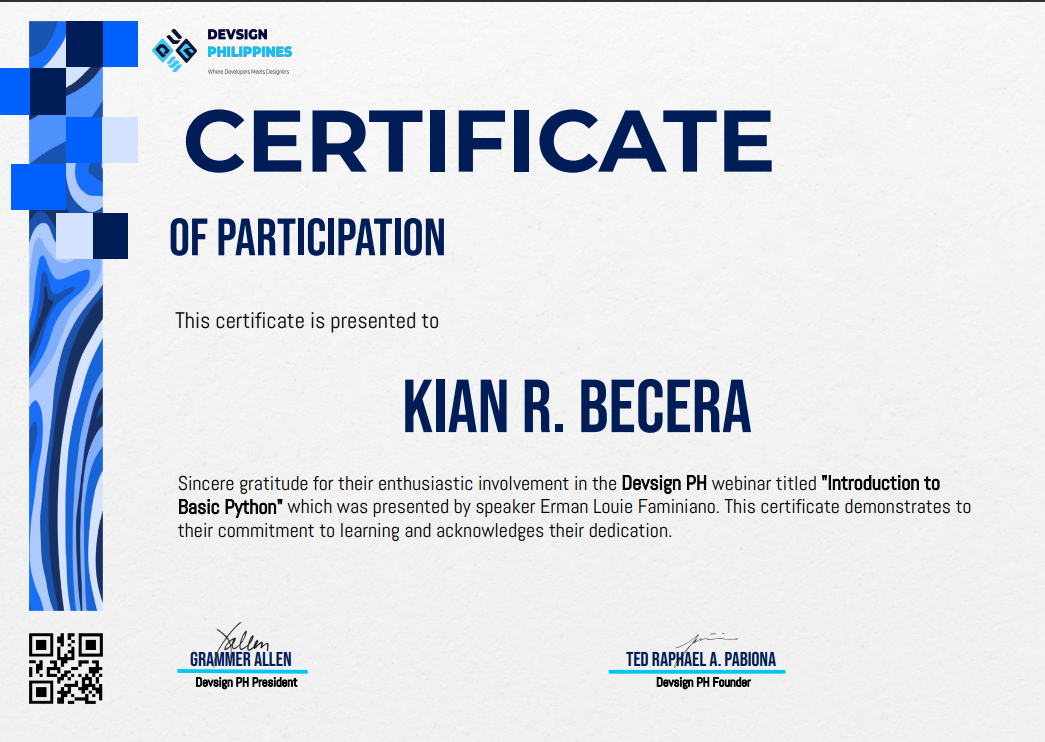 DEVSIGN
PHILIPPINES
Where Developers Meets Designers
CERTIFICATE
OF PARTICIPATION
This certificate is presented to
KIAN R. BECERA
Sincere gratitude for their enthusiastic involvement in the Devsign PH webinar titled "Introduction to
Basic Python" which was presented by speaker Erman Louie Faminiano. This certificate demonstrates to
their commitment to learning and acknowledges their dedication.
GRAMMER ALLEN
Devsign PH President
TED RAPHAEL A. PABIONA
Devsign PH Founder